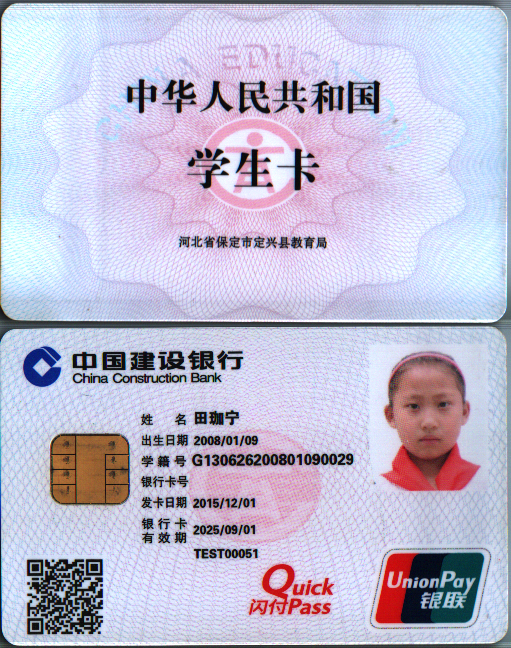 中华人民共和国
学生卡
河北省保定市定兴县教育局
中国建设银行
China Construction Bank
姓 名 田珈宁
出生日期 2008/01/09
学 籍 号 G130626200801090029
银行卡号
发卡日期 2015/12/01
银 行 卡
有 效 期 2025/09/01
TEST00051
Quick
闪付Pass
UnionPay
银联